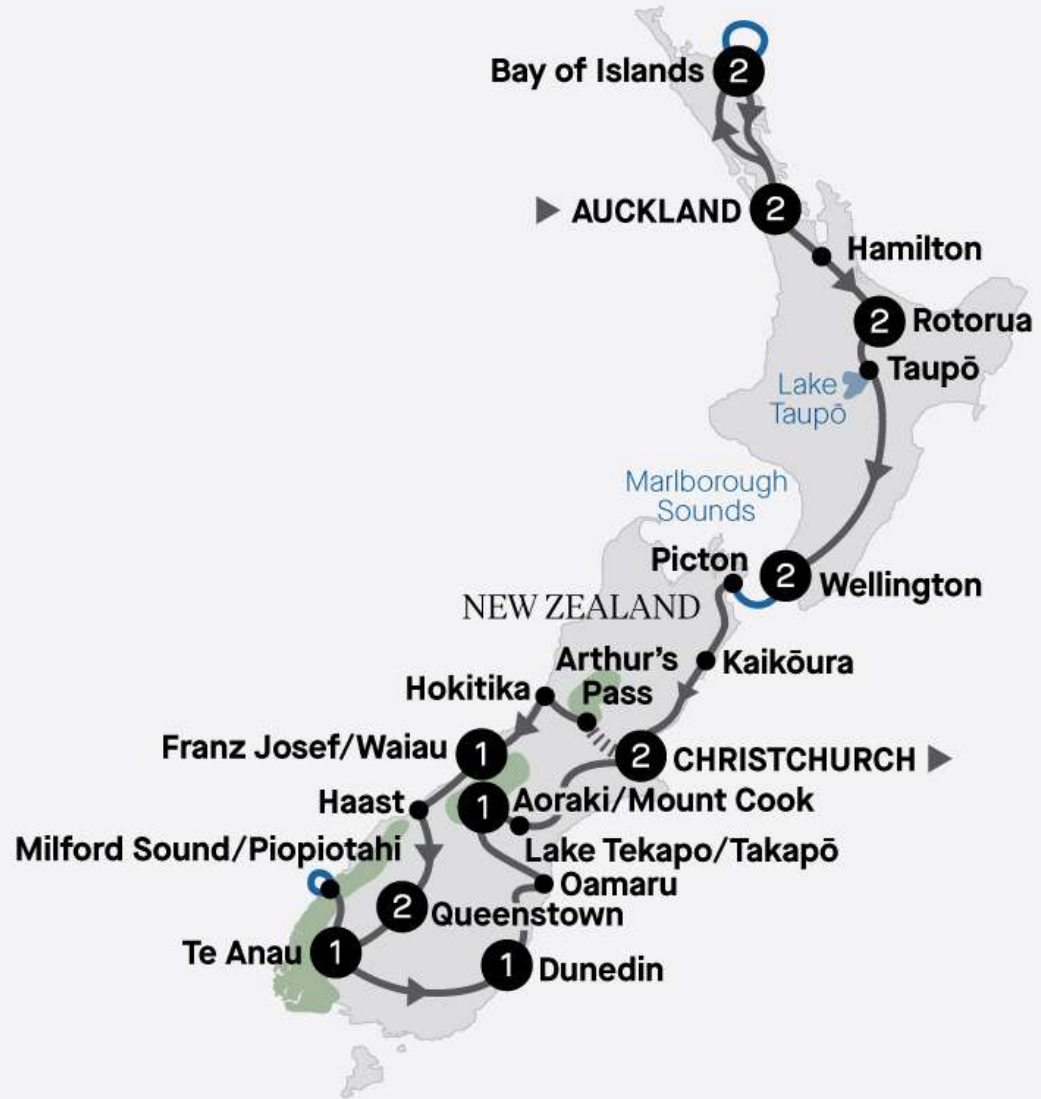 Bay of Islands 2
AUCKLAND 2
Hamilton
2 Rotorua
Taupō
Lake
Taupō
Marlborough
Sounds
Picton
2 Wellington
NEW ZEALAND
Arthur's
Pass
Kaikōura
Hokitika
Franz Josef/Waiau 1
2 CHRISTCHURCH
Haast
1 Aoraki/Mount Cook
Milford Sound/Piopiotahi
Lake Tekapo/Takapō
Oamaru
2 Queenstown
Te Anau 1
1 Dunedin